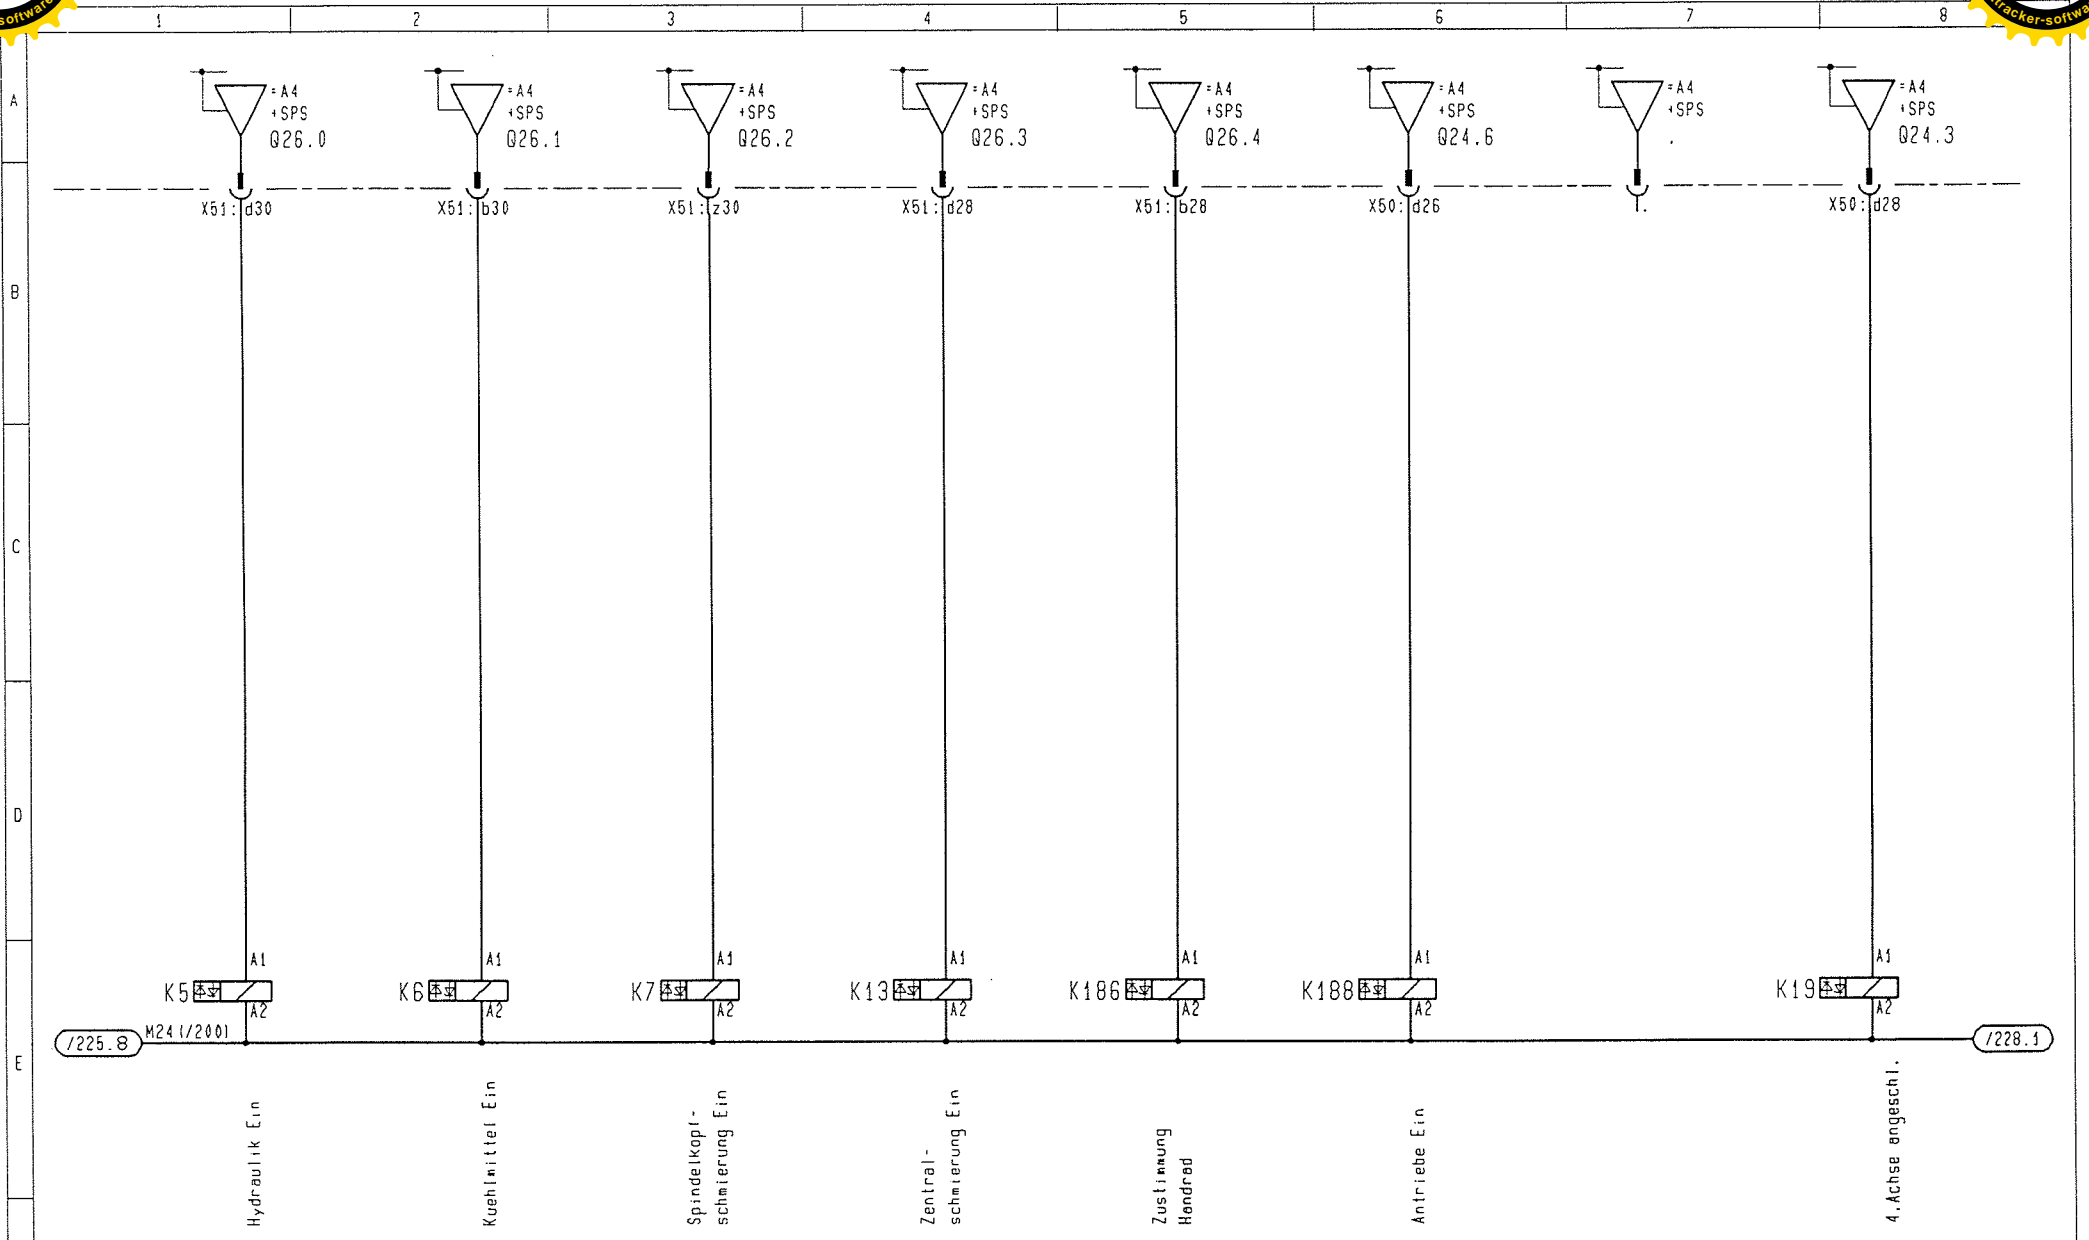 software
tracker-softwa
1 2 3 4 5 6 7 8
A
=A4
+SPS
Q26.0
=A4
+SPS
Q26.1
=A4
+SPS
Q26.2
=A4
+SPS
Q26.3
=A4
+SPS
Q26.4
=A4
+SPS
Q24.6
=A4
+SPS
.
=A4
+SPS
Q24.3
X51:d30
X51:b30
X51:z30
X51:d28
X51:b28
X50:d26
.
X50:d28
B
C
D
A1
K5
A2
A1
K6
A2
A1
K7
A2
A1
K13
A2
A1
K186
A2
A1
K188
A2
A1
K19
A2
/225.8
M24(/200)
/228.1
E
Hydraulik Ein
Kuehlmittel Ein
Spindelkopf-
schmierung Ein
Zentral-
schmierung Ein
Zustimmung
Handrad
Antriebe Ein
4.Achse angeschl.